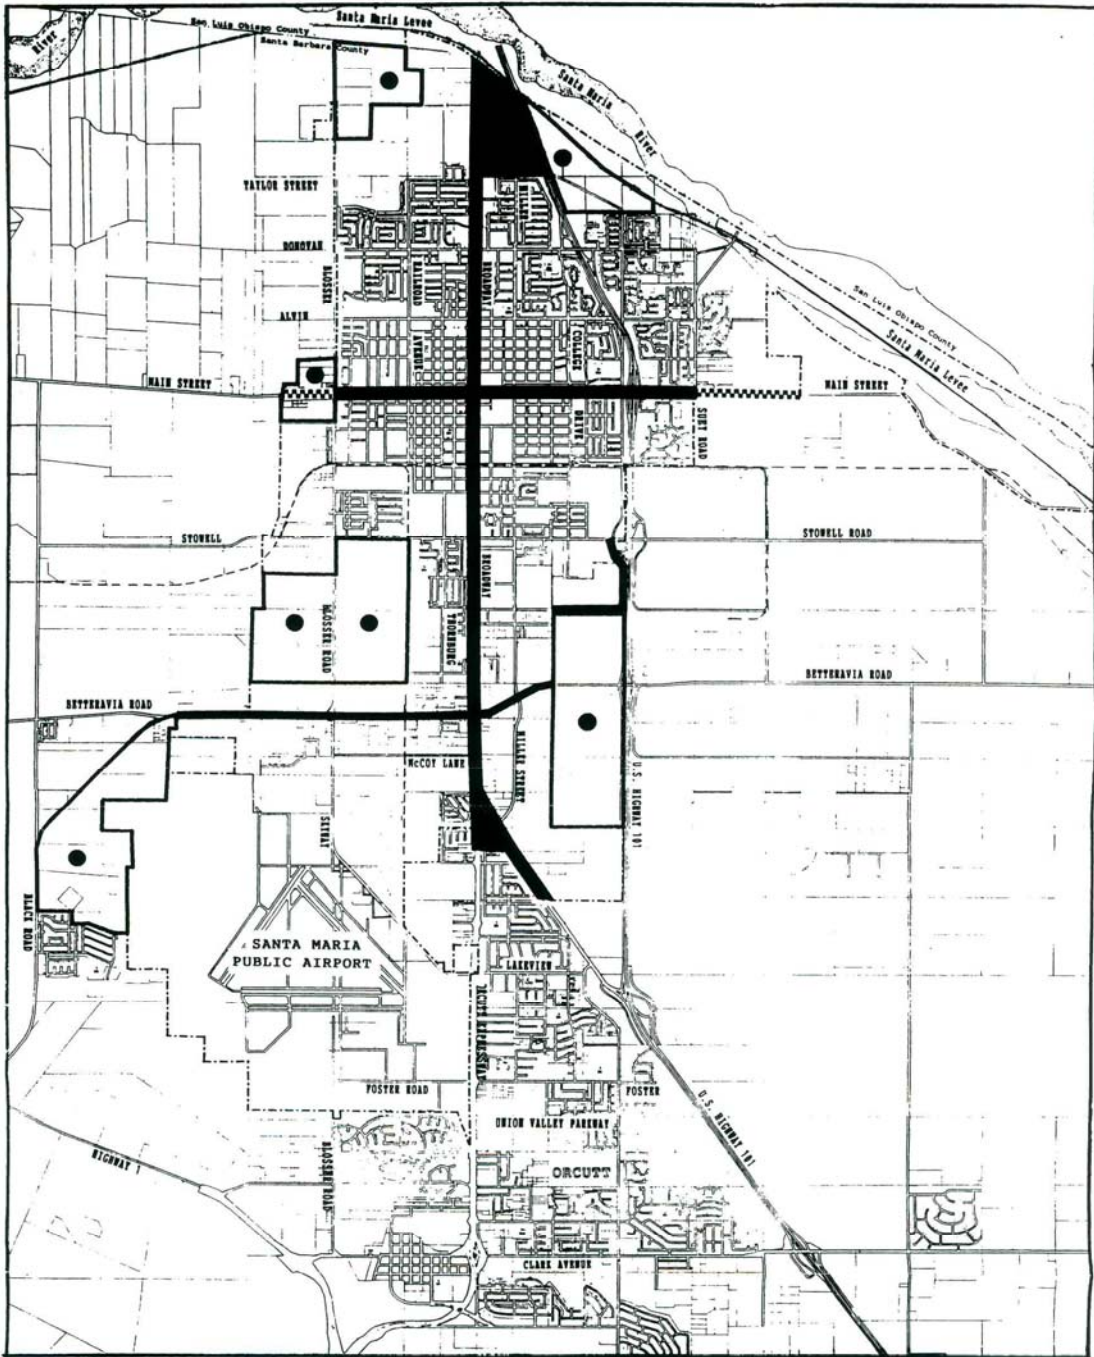 San Luis Obispo County
Santa Maria Levee
River
Santa Barbara County
Santa Maria
River
TAYLOR STREET
MILLER
DONOVAN
BLOSSER
RAILROAD
BROADWAY
San Luis Obispo County
ALVIN
AVENUE
COLLEGE
Santa Maria Levee
MAIN STREET
MAIN STREET
DRIVE
SUEY ROAD
STOWELL
STOWELL ROAD
BROADWAY
BLOSSER ROAD
THORNBURG
BETTERAVIA ROAD
BETTERAVIA ROAD
McCOY LANE
MILLER STREET
U.S. HIGHWAY 101
SKYWAY
BLACK ROAD
SANTA MARIA
PUBLIC AIRPORT
LAKEVIEW
ORCUTT EXPRESSWAY
FOSTER ROAD
FOSTER
U.S. HIGHWAY 101
UNION VALLEY PARKWAY
HIGHWAY 1
BLOSSER ROAD
ORCUTT
CLARK AVENUE